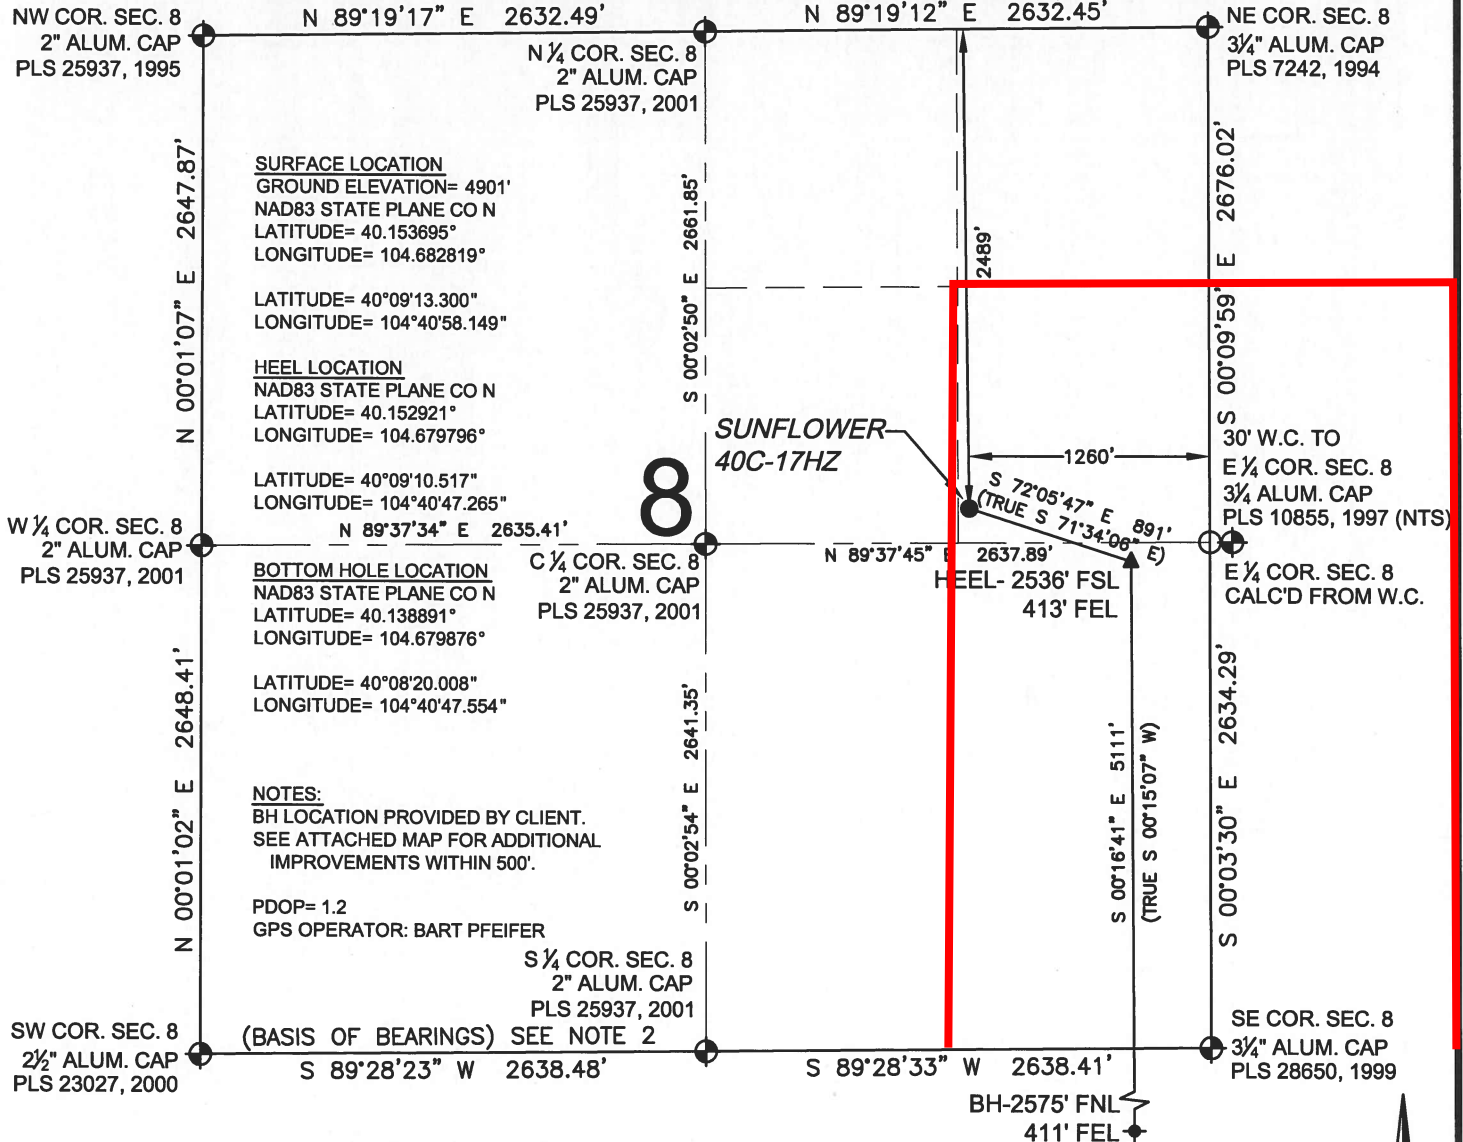 NW COR. SEC. 8
2" ALUM. CAP
PLS 25937, 1995
N 89°19'17" E 2632.49'
N 89°19'12" E 2632.45'
NE COR. SEC. 8
3¼" ALUM. CAP
PLS 7242, 1994
N ¼ COR. SEC. 8
2" ALUM. CAP
PLS 25937, 2001
N 00°01'07" E 2647.87'
SURFACE LOCATION
GROUND ELEVATION= 4901'
NAD83 STATE PLANE CO N
LATITUDE= 40.153695°
LONGITUDE= 104.682819°
LATITUDE= 40°09'13.300"
LONGITUDE= 104°40'58.149"
HEEL LOCATION
NAD83 STATE PLANE CO N
LATITUDE= 40.152921°
LONGITUDE= 104.679796°
LATITUDE= 40°09'10.517"
LONGITUDE= 104°40'47.265"
S 00°02'50" E 2661.85'
2489'
S 00°09'59" E 2676.02'
SUNFLOWER
40C-17HZ
8
1260'
S 72°05'47" E 891'
(TRUE S 71°34'06" E)
30' W.C. TO
E ¼ COR. SEC. 8
3¼ ALUM. CAP
PLS 10855, 1997 (NTS)
W ¼ COR. SEC. 8
2" ALUM. CAP
PLS 25937, 2001
N 89°37'34" E 2635.41'
C ¼ COR. SEC. 8
2" ALUM. CAP
PLS 25937, 2001
N 89°37'45" E 2637.89'
HEEL- 2536' FSL
413' FEL
E ¼ COR. SEC. 8
CALC'D FROM W.C.
BOTTOM HOLE LOCATION
NAD83 STATE PLANE CO N
LATITUDE= 40.138891°
LONGITUDE= 104.679876°
LATITUDE= 40°08'20.008"
LONGITUDE= 104°40'47.554"
N 00°01'02" E 2648.41'
S 00°02'54" E 2641.35'
S 00°16'41" E 5111'
(TRUE S 00°15'07" W)
S 00°03'30" E 2634.29'
NOTES:
BH LOCATION PROVIDED BY CLIENT.
SEE ATTACHED MAP FOR ADDITIONAL
IMPROVEMENTS WITHIN 500'.
PDOP= 1.2
GPS OPERATOR: BART PFEIFER
S ¼ COR. SEC. 8
2" ALUM. CAP
PLS 25937, 2001
SW COR. SEC. 8
2½" ALUM. CAP
PLS 23027, 2000
(BASIS OF BEARINGS) SEE NOTE 2
S 89°28'23" W 2638.48'
S 89°28'33" W 2638.41'
SE COR. SEC. 8
3¼" ALUM. CAP
PLS 28650, 1999
BH-2575' FNL
411' FEL